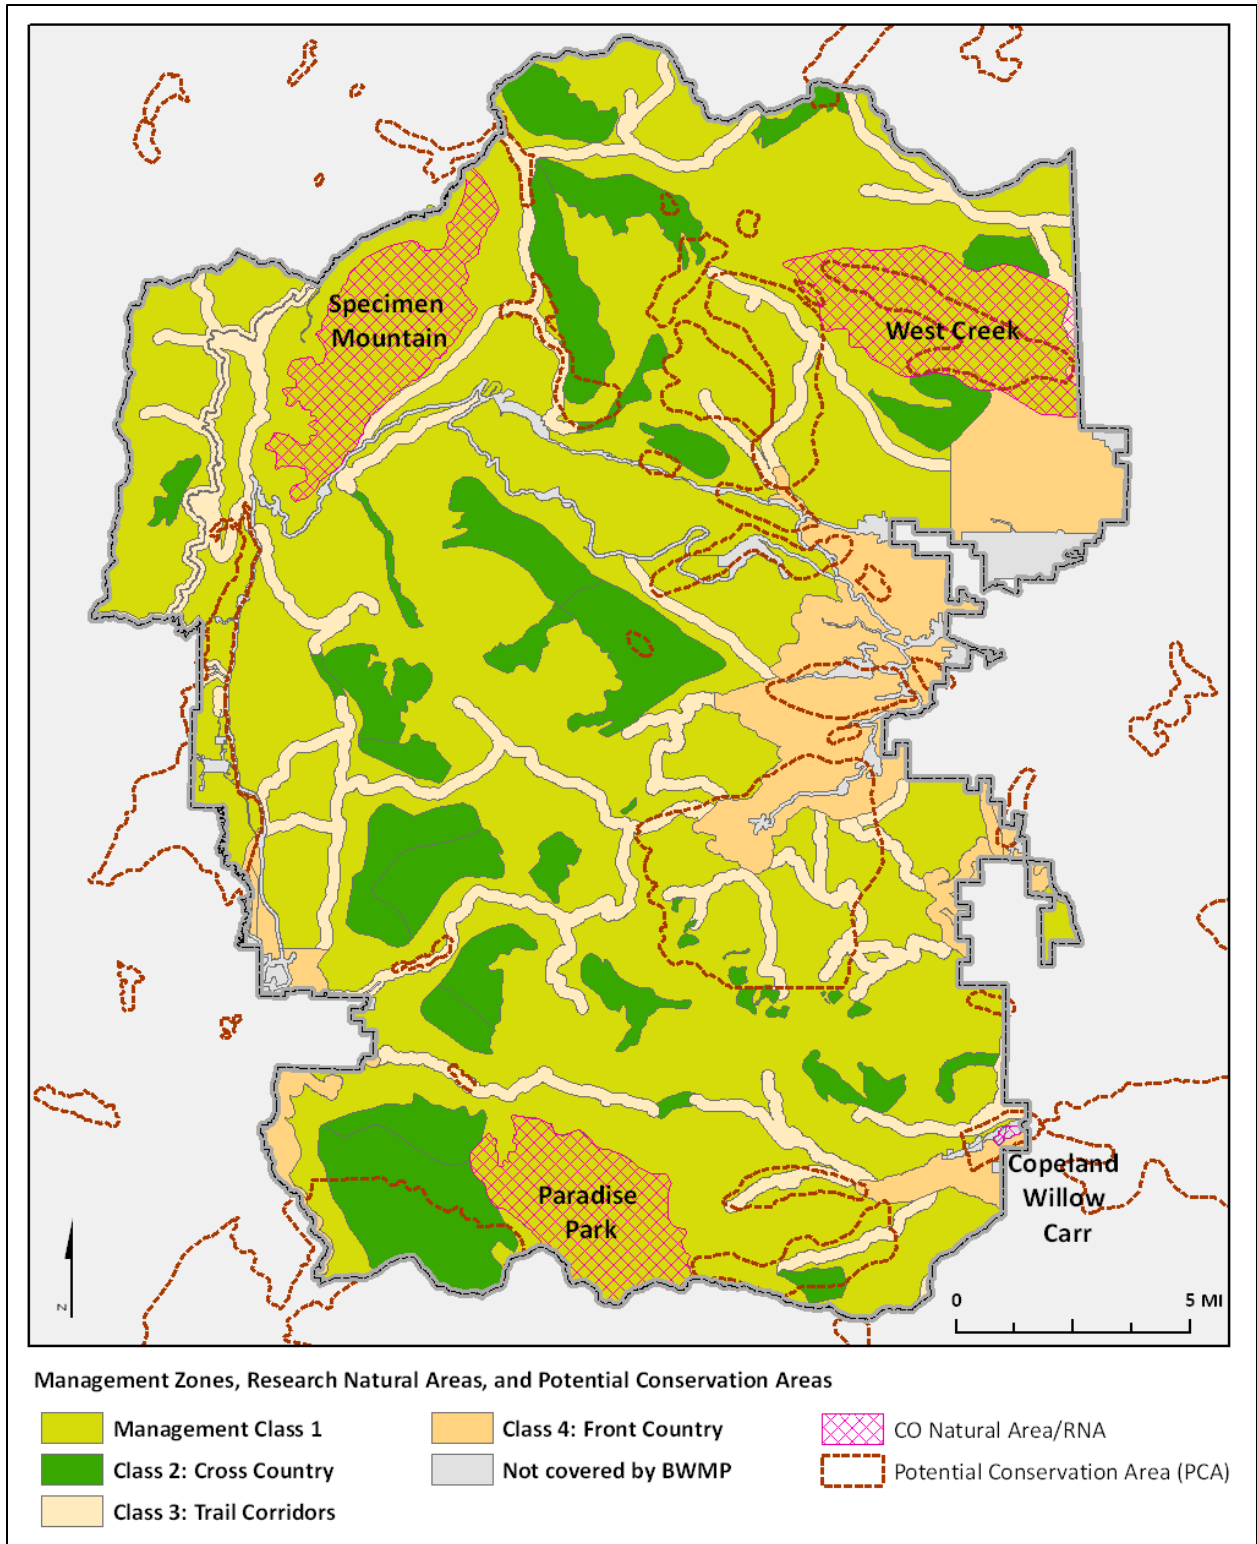 Specimen
Mountain
West Creek
Paradise
Park
Copeland
Willow
Carr
N
0 5 MI
Management Zones, Research Natural Areas, and Potential Conservation Areas
Management Class 1
Class 2: Cross Country
Class 3: Trail Corridors
Class 4: Front Country
Not covered by BWMP
CO Natural Area/RNA
Potential Conservation Area (PCA)